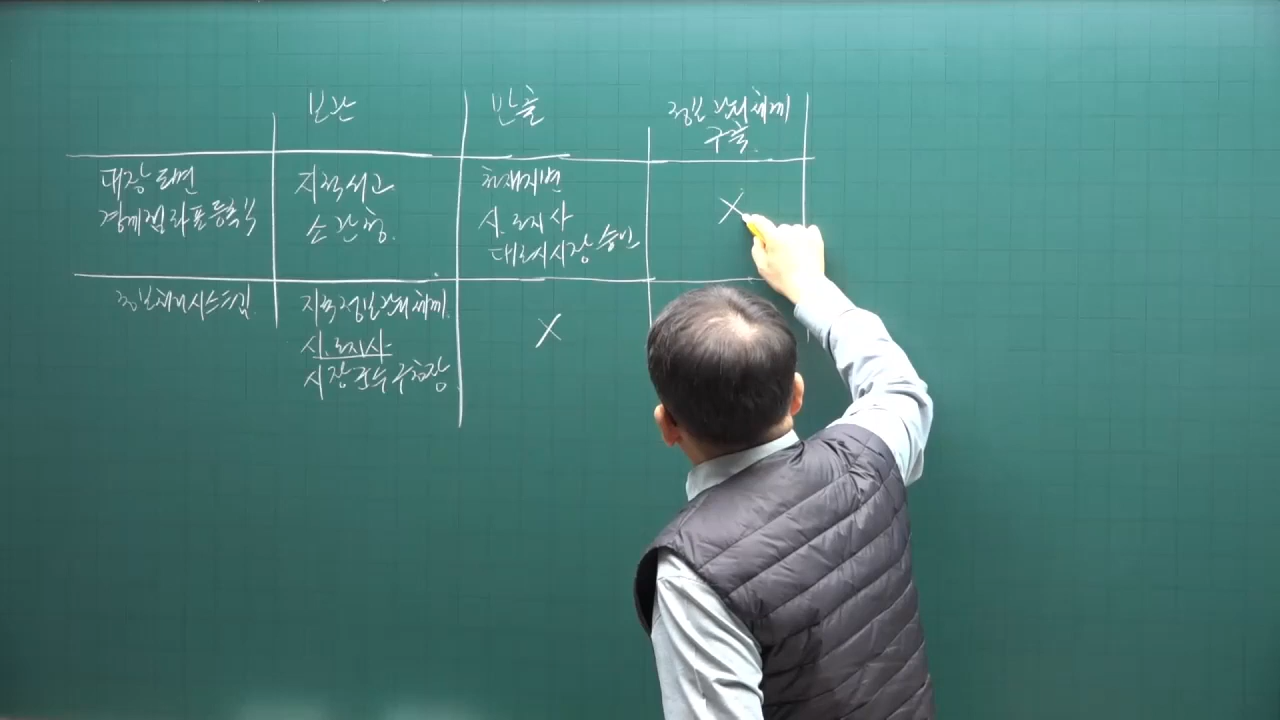 보관
반출
정보관리체계
구축.
대장 도면
경계점좌표등록부
지적서고
소관청.
천재지변
시.도지사
대도시시장 승인
X
정보처리시스템.
지적정보관리체계.
시.도지사
시장 군수 구청장
X